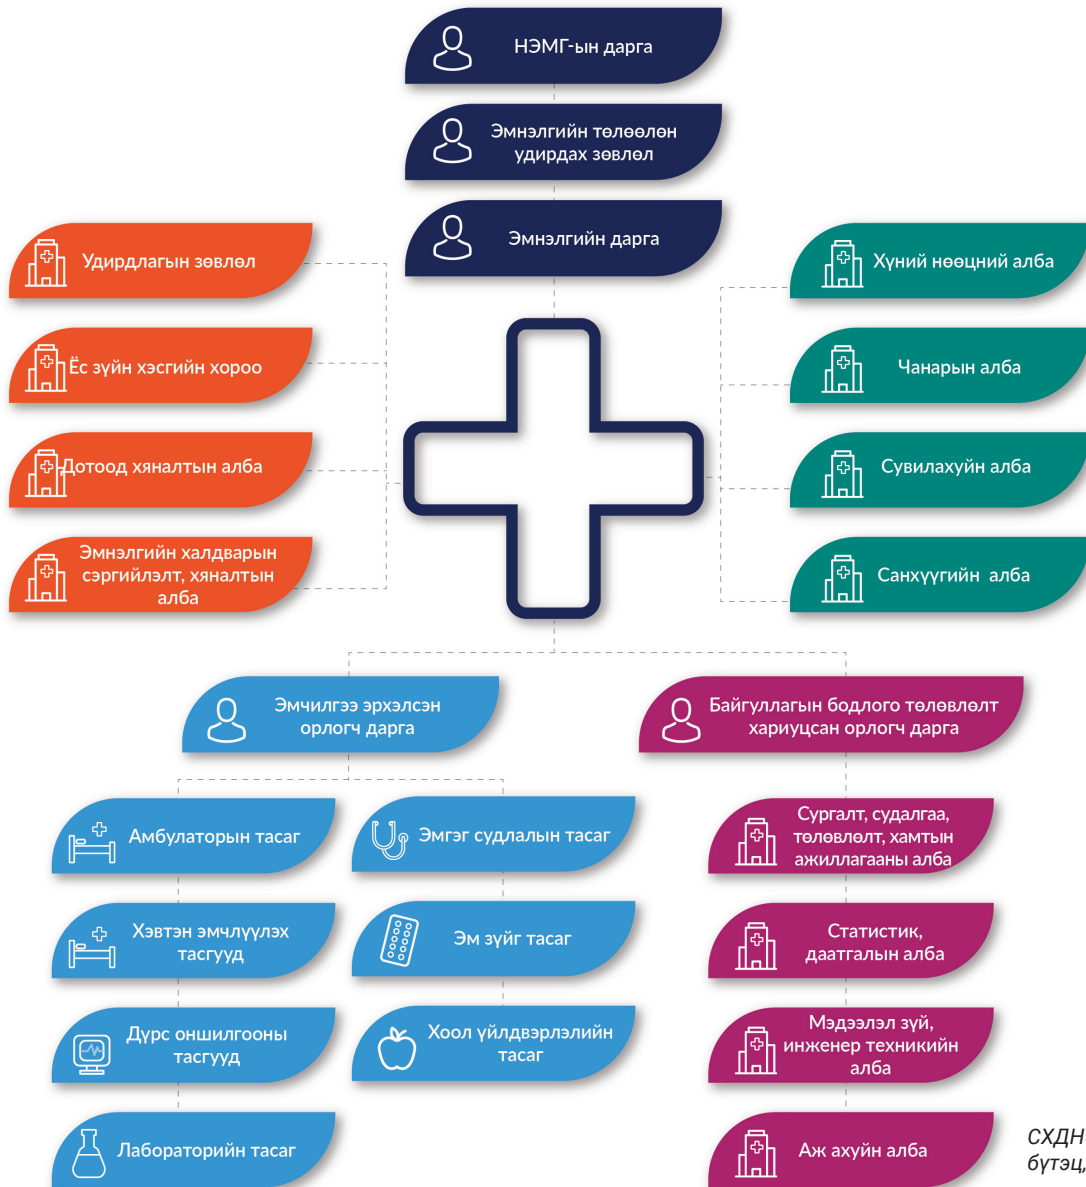 НЭМГ-ын дарга
Эмнэлгийн төлөөлөн
удирдах зөвлөл
Эмнэлгийн дарга
Удирдлагын зөвлөл
Ёс зүйн хэсгийн хороо
Дотоод хяналтын алба
Эмнэлгийн халдварын
сэргийлэлт, хяналтын
алба
Хүний нөөцний алба
Чанарын алба
Сувилахуйн алба
Санхүүгийн алба
Эмчилгээ эрхэлсэн
орлогч дарга
Байгуллагын бодлого төлөвлөлт
хариуцсан орлогч дарга
Амбулаторын тасаг
Хэвтэн эмчлүүлэх
тасгууд
Дүрс оншилгооны
тасгууд
Лабораторийн тасаг
Эмгэг судлалын тасаг
Эм зүйг тасаг
Хоол үйлдвэрлэлийн
тасаг
Сургалт, судалгаа,
төлөвлөлт, хамтын
ажиллагааны алба
Статистик,
даатгалын алба
Мэдээлэл зүй,
инженер техникийн
алба
Аж ахуйн алба
СХДН
бүтэц,